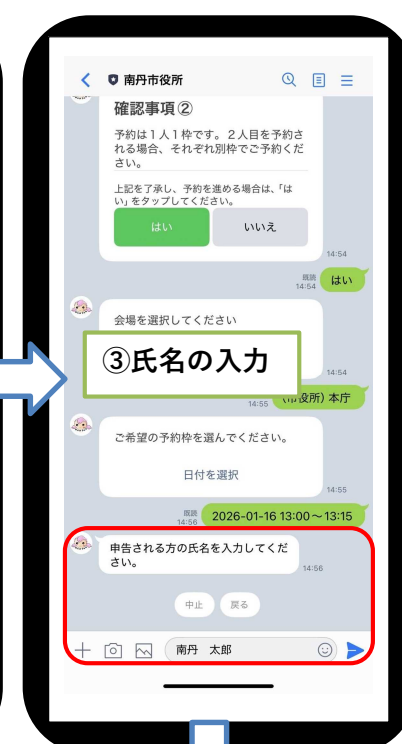 南丹市役所
確認事項②
予約は1人1枠です。2人目を予約さ
れる場合、それぞれ別枠でご予約くだ
さい。
上記を了承し、予約を進める場合は、「は
い」をタップしてください。
はい
いいえ
14:54
既読
14:54
はい
会場を選択してください
③氏名の入力
14:54
14:55
(市役所) 本庁
ご希望の予約枠を選んでください。
日付を選択
14:55
既読
14:56
2026-01-16 13:00～13:15
申告される方の氏名を入力してくだ
さい。
14:56
中止
戻る
南丹 太郎